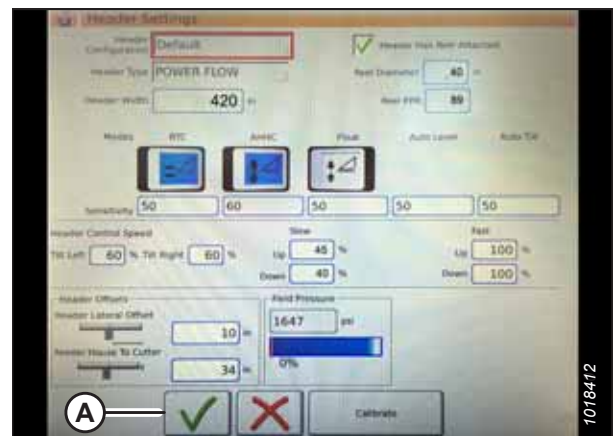 Header Settings
Header Configuration Default Header Has Reel Attached
Header Type POWER FLOW Reel Diameter 40 in
Header Width 420 in Reel PPR 89
Modes RTC AHHC Float Auto Level Auto Tilt
Sensitivity 50 60 50 50 50
Header Control Speed Slow Fast
Tilt Left 60 % Tilt Right 60 % Up 45 % Up 100 %
Down 40 % Down 100 %
Header Offsets Field Pressure
Header Lateral Offset 10 in 1647 psi
Feeder House To Cutter 34 in 0%
A Calibrate
1018412